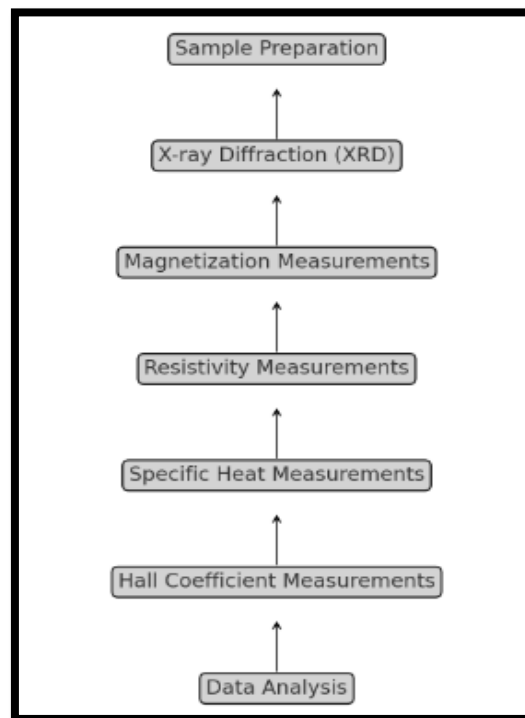 Sample Preparation
X-ray Diffraction (XRD)
Magnetization Measurements
Resistivity Measurements
Specific Heat Measurements
Hall Coefficient Measurements
Data Analysis